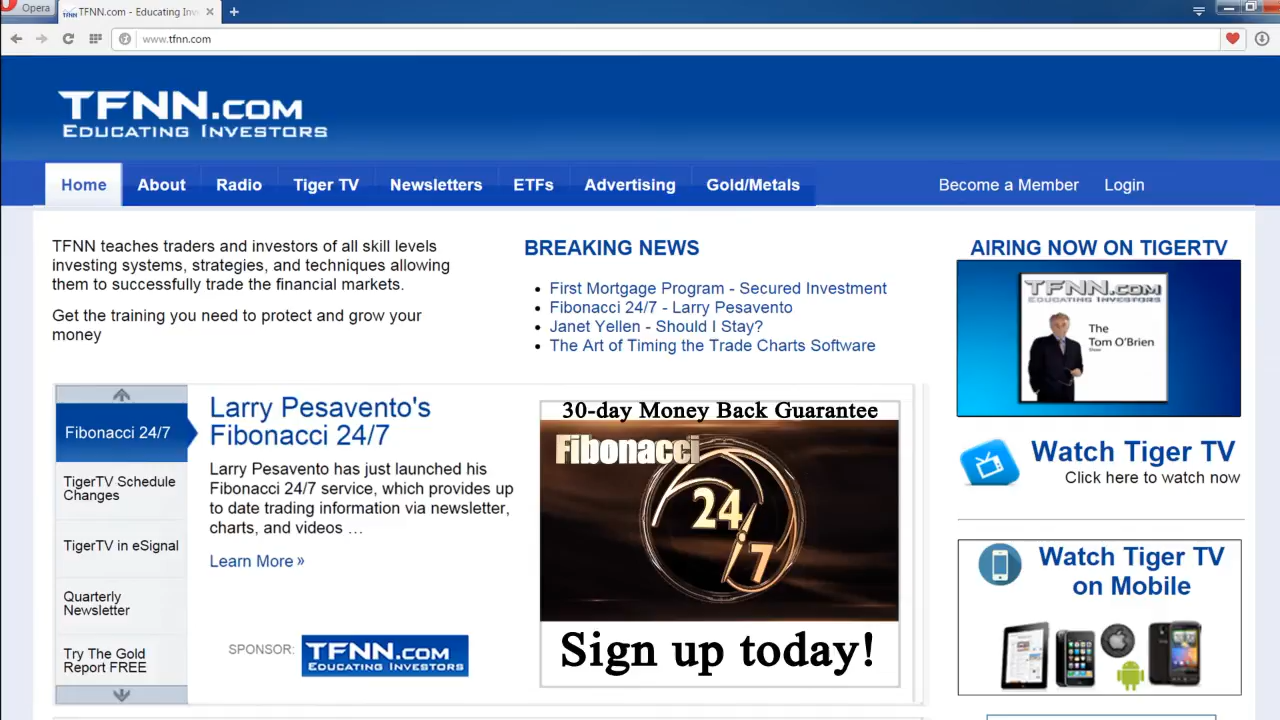 Opera
TFNN.com - Educating Inv
www.tfnn.com
TFNN.COM
EDUCATING INVESTORS
Home About Radio Tiger TV Newsletters ETFs Advertising Gold/Metals Become a Member Login
TFNN teaches traders and investors of all skill levels
investing systems, strategies, and techniques allowing
them to successfully trade the financial markets.
Get the training you need to protect and grow your
money
BREAKING NEWS
First Mortgage Program - Secured Investment
Fibonacci 24/7 - Larry Pesavento
Janet Yellen - Should I Stay?
The Art of Timing the Trade Charts Software
AIRING NOW ON TIGERTV
TFNN.COM
EDUCATING INVESTORS
The
Tom O'Brien
Show
Watch Tiger TV
Click here to watch now
Watch Tiger TV
on Mobile
Fibonacci 24/7
TigerTV Schedule
Changes
TigerTV in eSignal
Quarterly
Newsletter
Try The Gold
Report FREE
Larry Pesavento's
Fibonacci 24/7
Larry Pesavento has just launched his
Fibonacci 24/7 service, which provides up
to date trading information via newsletter,
charts, and videos …
Learn More »
SPONSOR:
TFNN.COM
EDUCATING INVESTORS
30-day Money Back Guarantee
Fibonacci
24
7
Sign up today!